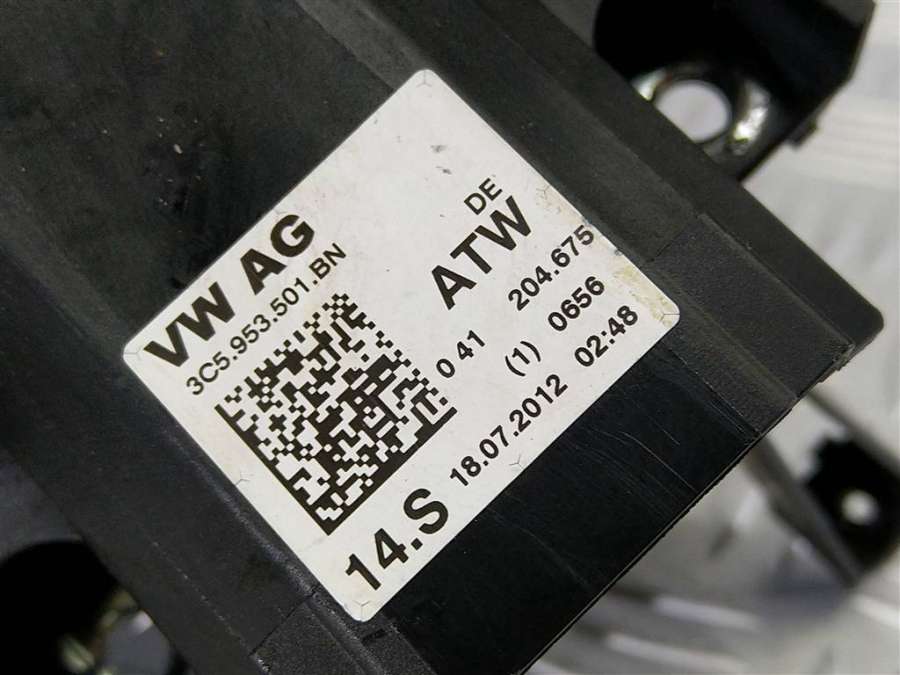 VW AG
3C5.953.501.BN
DE
ATW
0 41 204.675
(1) 0656
18.07.2012 02:48
14.S